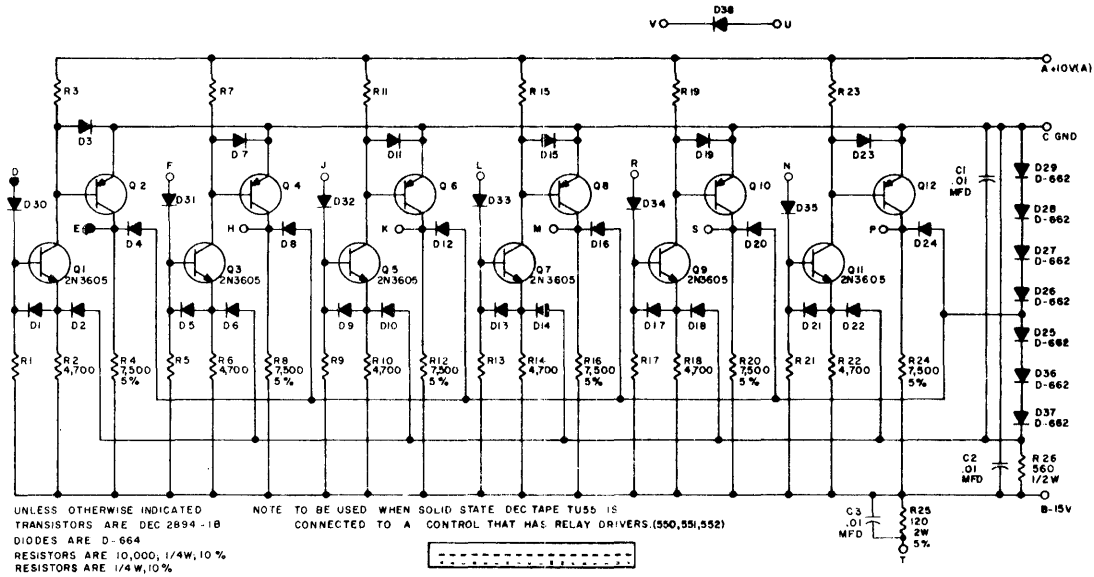 D38
V
U
A +10V(A)
R3
R7
R11
R15
R19
R23
C GND
D3
D7
D11
D15
D19
D23
D
F
J
L
R
N
C1
.01
MFD
D29
D-662
Q2
Q4
Q6
Q8
Q10
Q12
D30
D31
D32
D33
D34
D35
D28
D-662
E
D4
H
D8
K
D12
M
D16
S
D20
P
D24
D27
D-662
Q1
2N3605
Q3
2N3605
Q5
2N3605
Q7
2N3605
Q9
2N3605
Q11
2N3605
D26
D-662
D1
D2
D5
D6
D9
D10
D13
D14
D17
D18
D21
D22
D25
D-662
R1
R2
4,700
R4
7,500
5%
R5
R6
4,700
R8
7,500
5%
R9
R10
4,700
R12
7,500
5%
R13
R14
4,700
R16
7,500
5%
R17
R18
4,700
R20
7,500
5%
R21
R22
4,700
R24
7,500
5%
D36
D-662
D37
D-662
C2
.01
MFD
R26
560
1/2W
B-15V
C3
.01
MFD
R25
120
2W
5%
T
UNLESS OTHERWISE INDICATED
TRANSISTORS ARE DEC 2894-1B
DIODES ARE D-664
RESISTORS ARE 10,000; 1/4W; 10%
RESISTORS ARE 1/4W, 10%
NOTE TO BE USED WHEN SOLID STATE DEC TAPE TU55 IS
CONNECTED TO A CONTROL THAT HAS RELAY DRIVERS.(550,551,552)